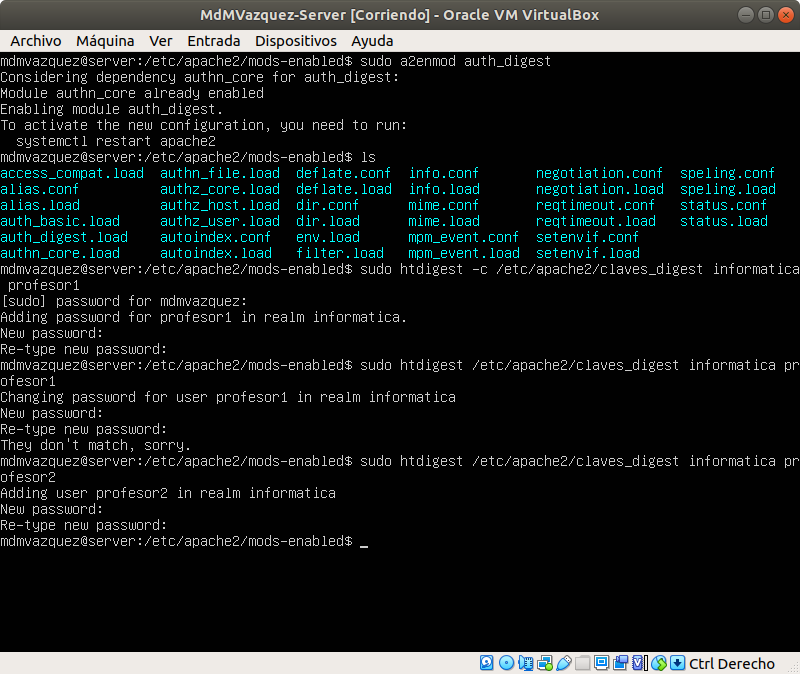 MdMVazquez-Server [Corriendo] - Oracle VM VirtualBox
Archivo Máquina Ver Entrada Dispositivos Ayuda
mdmvazquez@server:/etc/apache2/mods-enabled$ sudo a2enmod auth_digest
Considering dependency authn_core for auth_digest:
Module authn_core already enabled
Enabling module auth_digest.
To activate the new configuration, you need to run:
  systemctl restart apache2
mdmvazquez@server:/etc/apache2/mods-enabled$ ls
access_compat.load  authn_file.load  deflate.conf  info.conf       negotiation.conf  speling.conf
alias.conf          authz_core.load  deflate.load  info.load       negotiation.load  speling.load
alias.load          authz_host.load  dir.conf      mime.conf       reqtimeout.conf   status.conf
auth_basic.load     authz_user.load  dir.load      mime.load       reqtimeout.load   status.load
auth_digest.load    autoindex.conf   env.load      mpm_event.conf  setenvif.conf
authn_core.load     autoindex.load   filter.load   mpm_event.load  setenvif.load
mdmvazquez@server:/etc/apache2/mods-enabled$ sudo htdigest -c /etc/apache2/claves_digest informatica
 profesor1
[sudo] password for mdmvazquez:
Adding password for profesor1 in realm informatica.
New password:
Re-type new password:
mdmvazquez@server:/etc/apache2/mods-enabled$ sudo htdigest /etc/apache2/claves_digest informatica pr
ofesor1
Changing password for user profesor1 in realm informatica
New password:
Re-type new password:
They don't match, sorry.
mdmvazquez@server:/etc/apache2/mods-enabled$ sudo htdigest /etc/apache2/claves_digest informatica pr
ofesor2
Adding user profesor2 in realm informatica
New password:
Re-type new password:
mdmvazquez@server:/etc/apache2/mods-enabled$ _
Ctrl Derecho